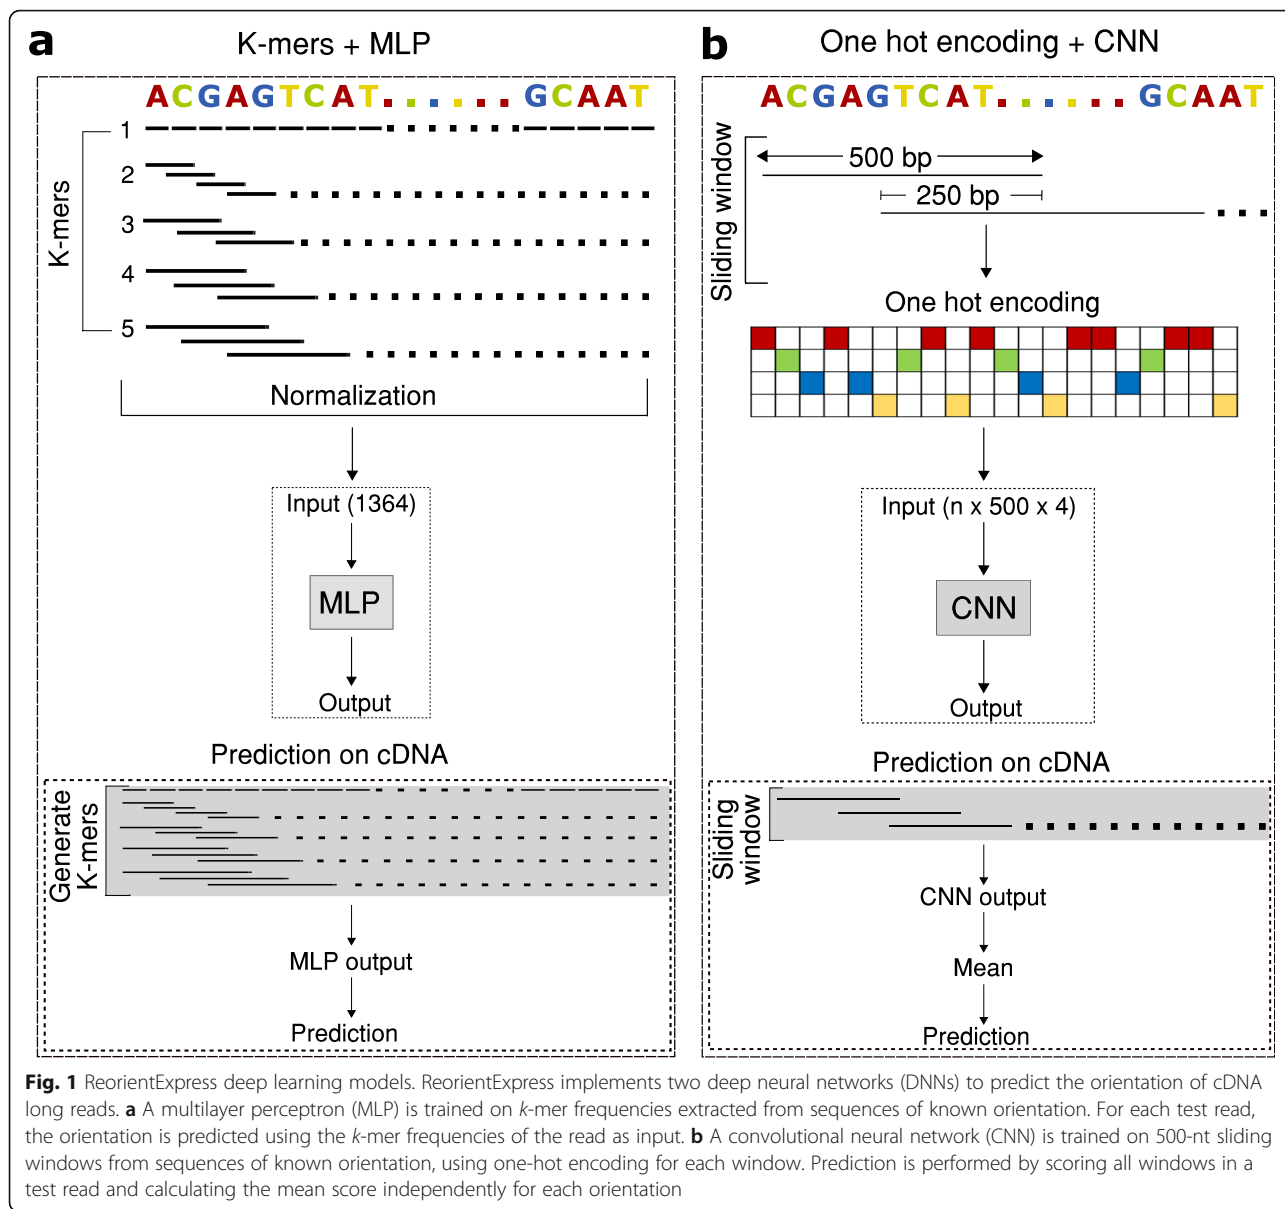 a
K-mers + MLP
ACGAGTCAT......GCAAT
K-mers
1
2
3
4
5
Normalization
Input (1364)
MLP
Output
Prediction on cDNA
Generate
K-mers
MLP output
Prediction
b
One hot encoding + CNN
ACGAGTCAT......GCAAT
Sliding window
500 bp
250 bp
One hot encoding
Input (n x 500 x 4)
CNN
Output
Prediction on cDNA
Sliding
window
CNN output
Mean
Prediction
Fig. 1 ReorientExpress deep learning models. ReorientExpress implements two deep neural networks (DNNs) to predict the orientation of cDNA
long reads. a A multilayer perceptron (MLP) is trained on k-mer frequencies extracted from sequences of known orientation. For each test read,
the orientation is predicted using the k-mer frequencies of the read as input. b A convolutional neural network (CNN) is trained on 500-nt sliding
windows from sequences of known orientation, using one-hot encoding for each window. Prediction is performed by scoring all windows in a
test read and calculating the mean score independently for each orientation